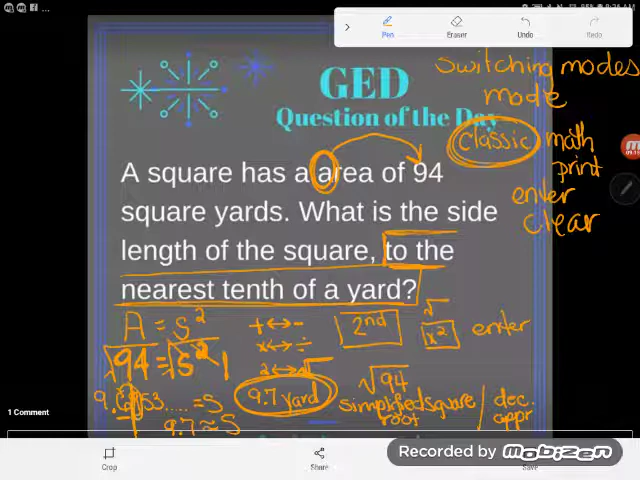 Pen
Eraser
Undo
Redo
switching modes
mode
classic math
print
enter
clear
GED
Question of the Day
A square has a area of 94
square yards. What is the side
length of the square, to the
nearest tenth of a yard?
A = s²
√94 = √s²
9.7 ≈ s
+ ↔ -
x ↔ ÷
2 ↔ √
9.7 yard
2nd
√
x²
enter
√94
simplified square
root
/ dec.
appr
1 Comment
Crop
Share
Save
Recorded by mobizen